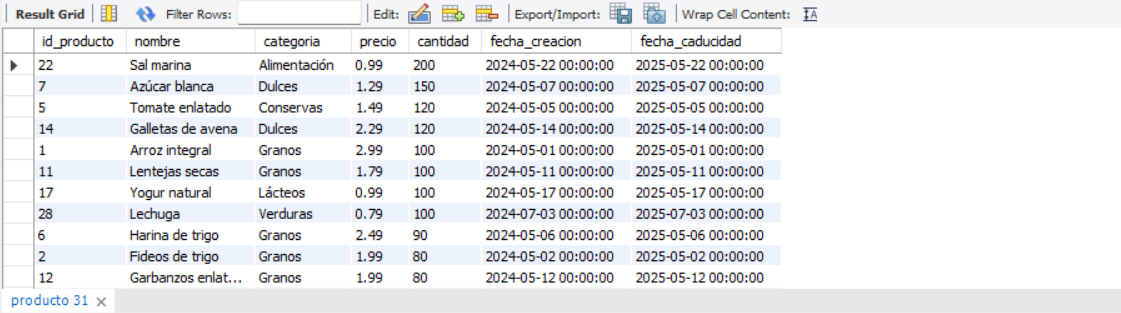 Result Grid Filter Rows: Edit: Export/Import: Wrap Cell Content: IA
id_producto nombre categoria precio cantidad fecha_creacion fecha_caducidad
22 Sal marina Alimentación 0.99 200 2024-05-22 00:00:00 2025-05-22 00:00:00
7 Azúcar blanca Dulces 1.29 150 2024-05-07 00:00:00 2025-05-07 00:00:00
5 Tomate enlatado Conservas 1.49 120 2024-05-05 00:00:00 2025-05-05 00:00:00
14 Galletas de avena Dulces 2.29 120 2024-05-14 00:00:00 2025-05-14 00:00:00
1 Arroz integral Granos 2.99 100 2024-05-01 00:00:00 2025-05-01 00:00:00
11 Lentejas secas Granos 1.79 100 2024-05-11 00:00:00 2025-05-11 00:00:00
17 Yogur natural Lácteos 0.99 100 2024-05-17 00:00:00 2025-05-17 00:00:00
28 Lechuga Verduras 0.79 100 2024-07-03 00:00:00 2025-07-03 00:00:00
6 Harina de trigo Granos 2.49 90 2024-05-06 00:00:00 2025-05-06 00:00:00
2 Fideos de trigo Granos 1.99 80 2024-05-02 00:00:00 2025-05-02 00:00:00
12 Garbanzos enlat... Granos 1.99 80 2024-05-12 00:00:00 2025-05-12 00:00:00
producto 31